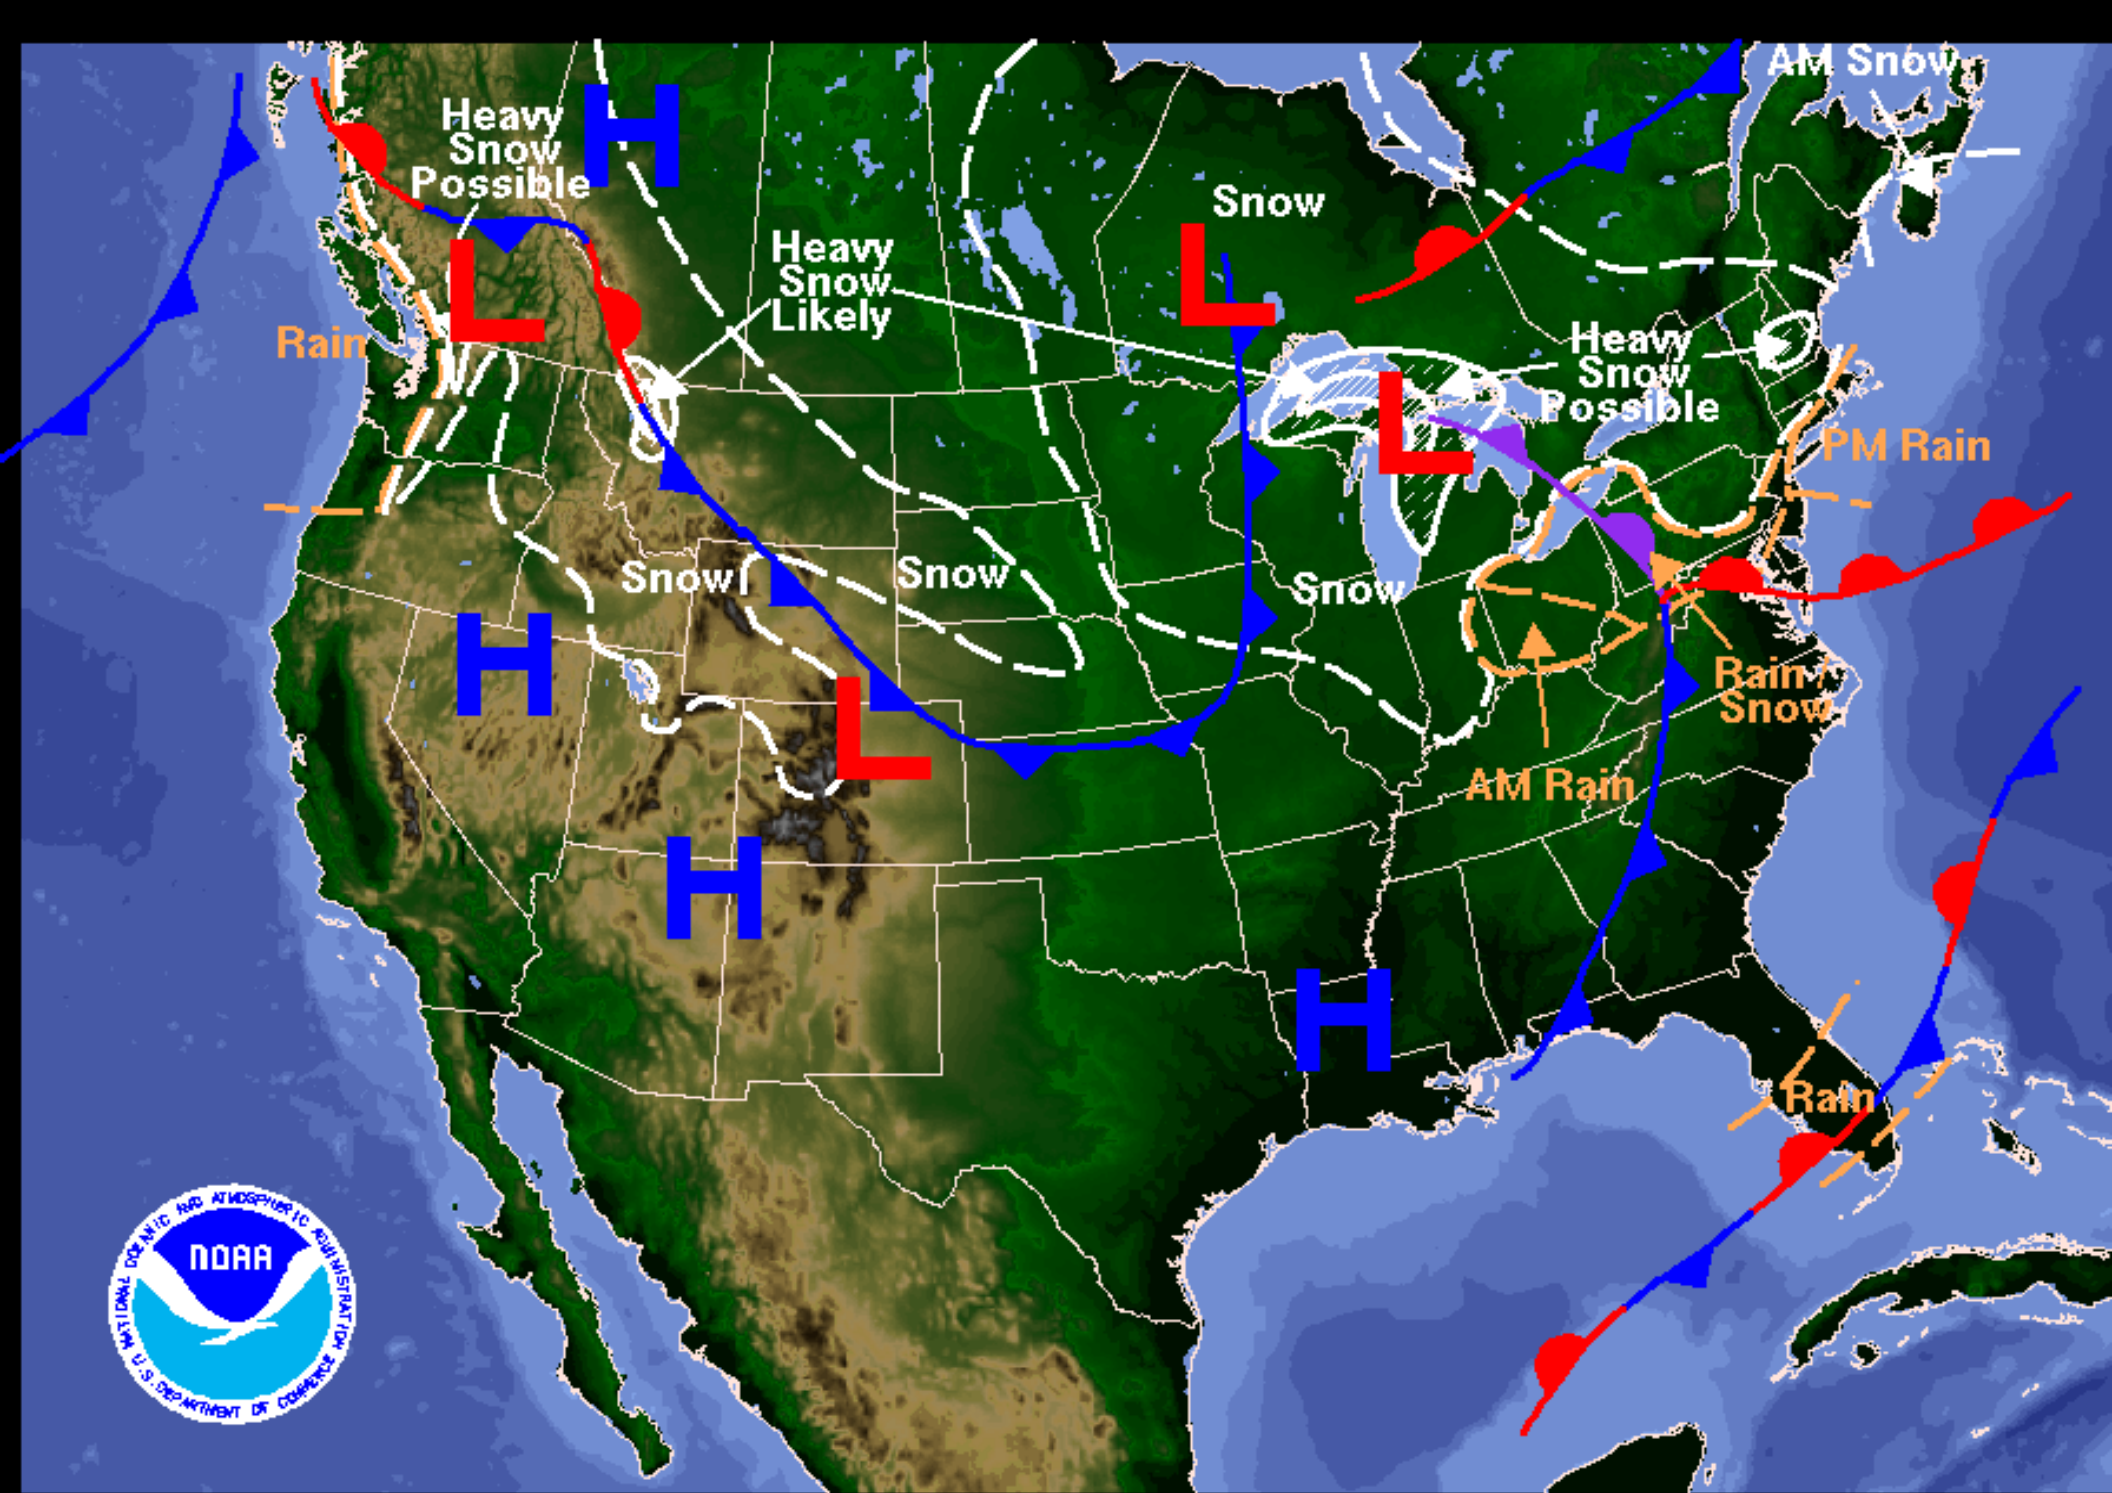 AM Snow
Heavy
Snow
Possible
H
Snow
Heavy
Snow
Likely
L
L
Rain
Heavy
Snow
Possible
L
PM Rain
Snow
Snow
Snow
H
Rain /
Snow
L
AM Rain
H
H
Rain
NOAA
NATIONAL OCEANIC AND ATMOSPHERIC ADMINISTRATION
U.S. DEPARTMENT OF COMMERCE